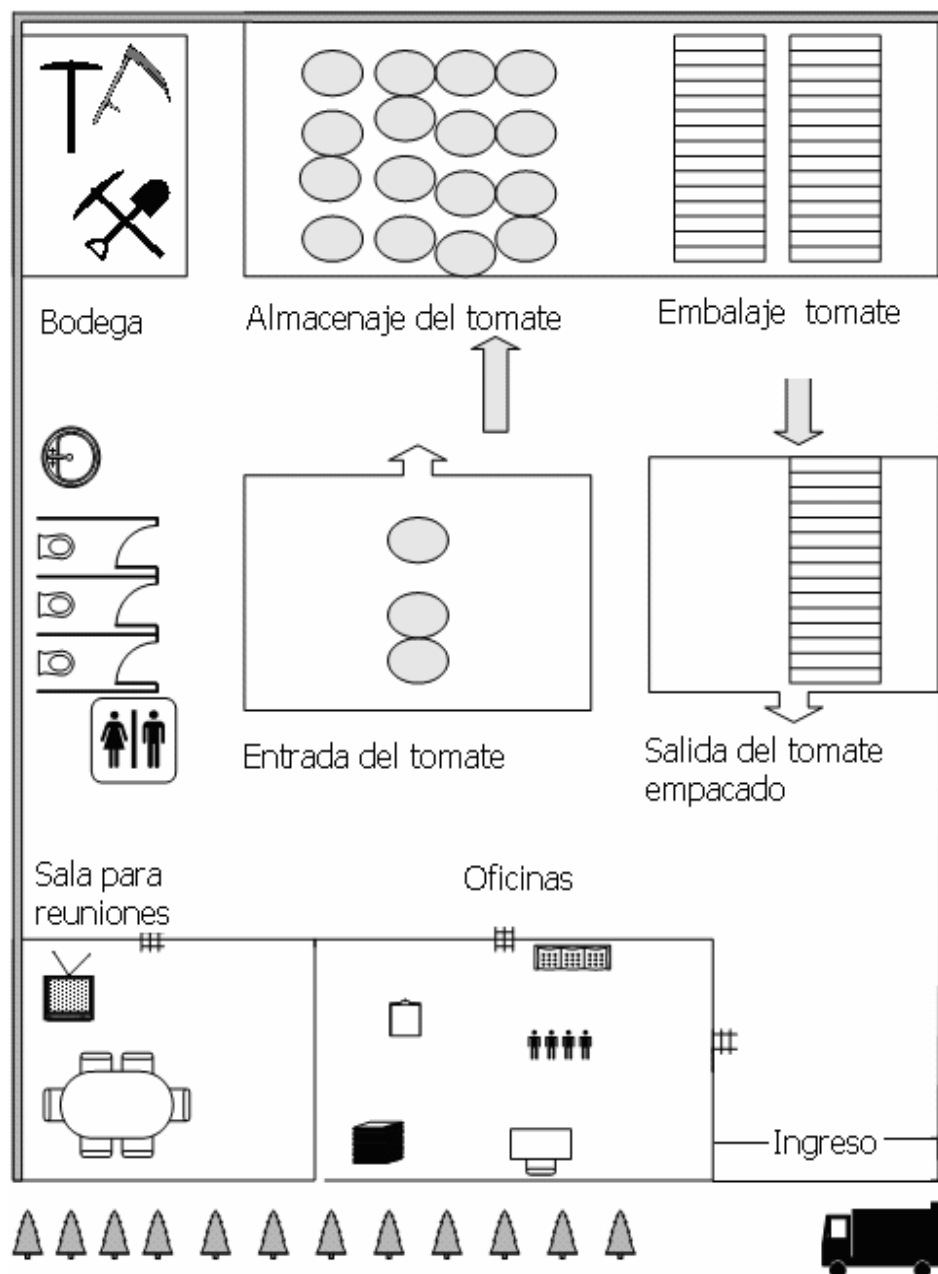 Bodega
Almacenaje del tomate
Embalaje tomate
Entrada del tomate
Salida del tomate
empacado
Sala para
reuniones
Oficinas
Ingreso